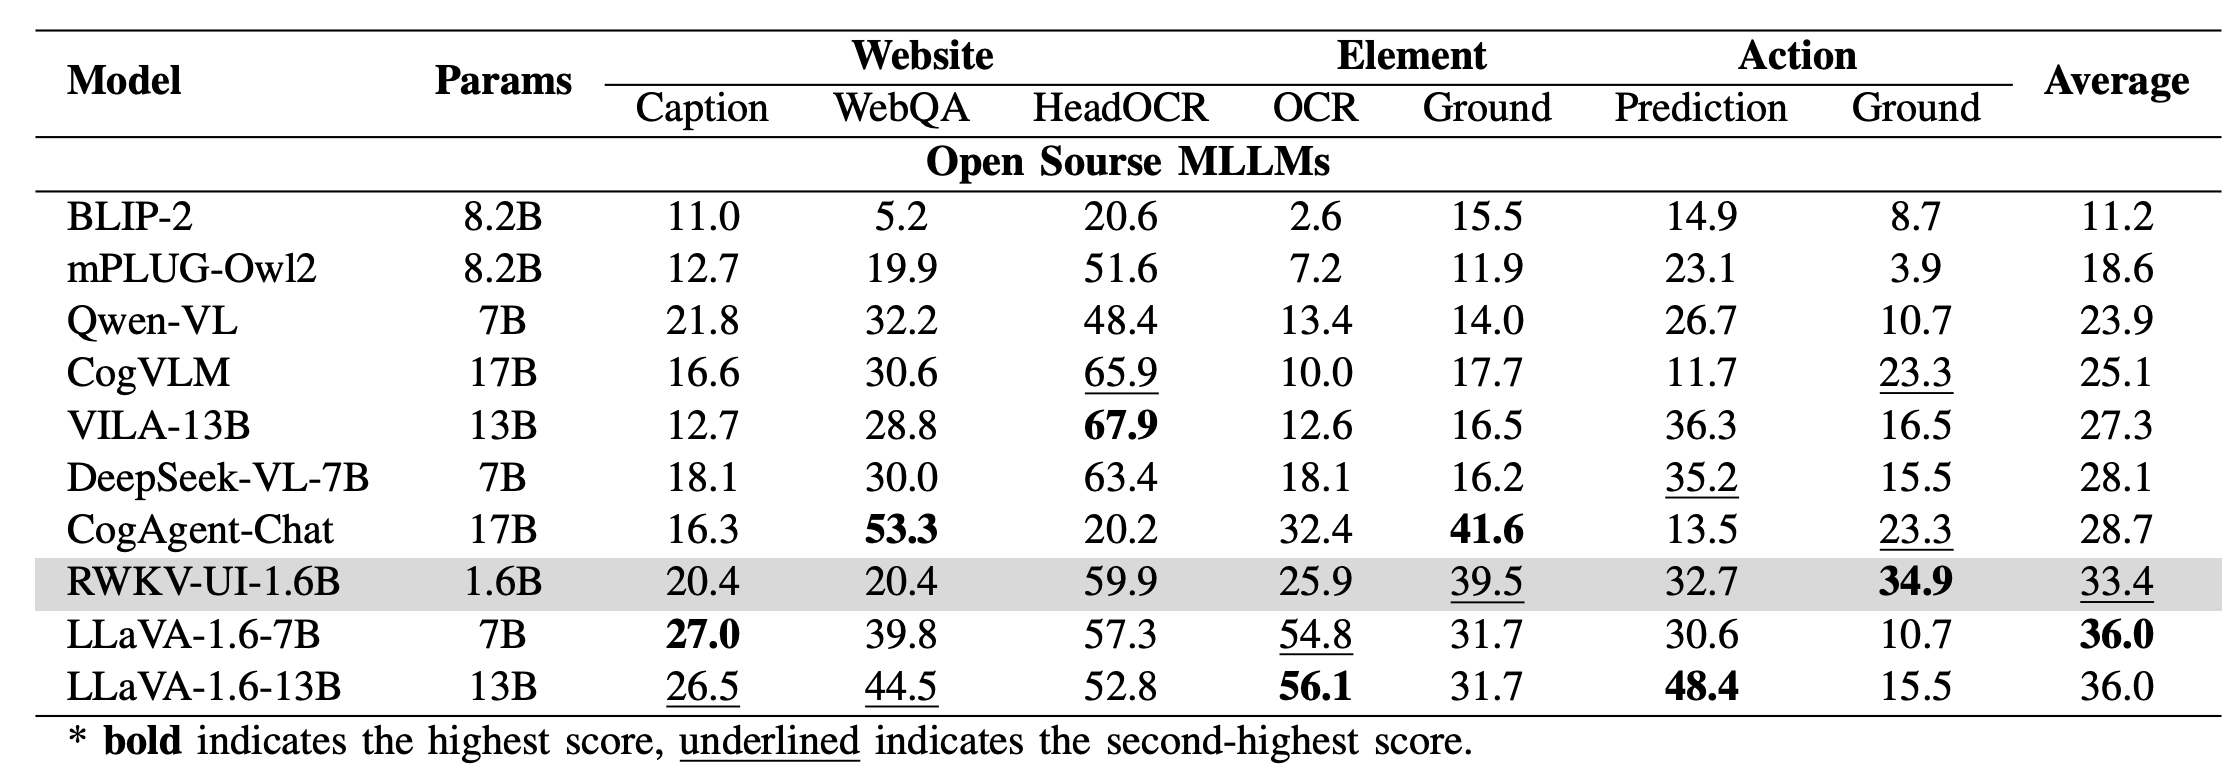 Model Params Website Element Action Average
Caption WebQA HeadOCR OCR Ground Prediction Ground
Open Sourse MLLMs
BLIP-2 8.2B 11.0 5.2 20.6 2.6 15.5 14.9 8.7 11.2
mPLUG-Owl2 8.2B 12.7 19.9 51.6 7.2 11.9 23.1 3.9 18.6
Qwen-VL 7B 21.8 32.2 48.4 13.4 14.0 26.7 10.7 23.9
CogVLM 17B 16.6 30.6 65.9 10.0 17.7 11.7 23.3 25.1
VILA-13B 13B 12.7 28.8 67.9 12.6 16.5 36.3 16.5 27.3
DeepSeek-VL-7B 7B 18.1 30.0 63.4 18.1 16.2 35.2 15.5 28.1
CogAgent-Chat 17B 16.3 53.3 20.2 32.4 41.6 13.5 23.3 28.7
RWKV-UI-1.6B 1.6B 20.4 20.4 59.9 25.9 39.5 32.7 34.9 33.4
LLaVA-1.6-7B 7B 27.0 39.8 57.3 54.8 31.7 30.6 10.7 36.0
LLaVA-1.6-13B 13B 26.5 44.5 52.8 56.1 31.7 48.4 15.5 36.0
* bold indicates the highest score, underlined indicates the second-highest score.